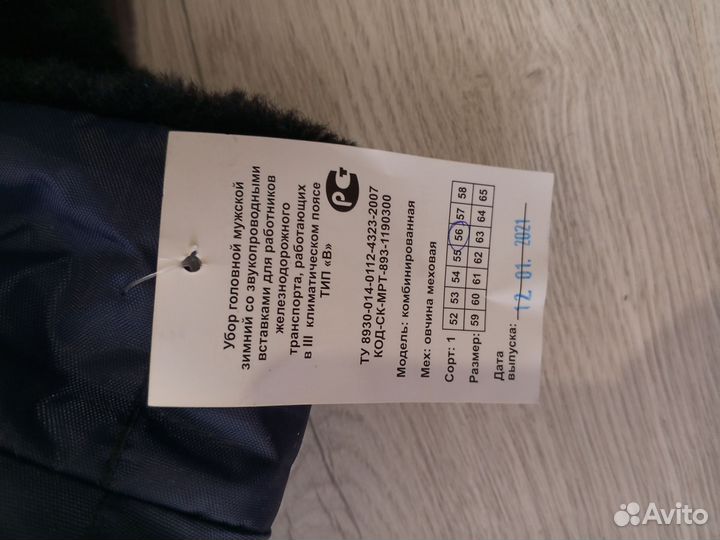 Убор головной мужской
зимний со звукопроводными
вставками для работников
железнодорожного
транспорта, работающих
в III климатическом поясе
ТИП «В»
РСТ
ТУ 8930-014-0112-4323-2007
КОД-СК-МРТ-893-1190300
Модель: комбинированная
Мех: овчина меховая
Сорт: 1
52 53 54 55 56 57 58
Размер: 59 60 61 62 63 64 65
Дата
выпуска: 12. 01. 2021
Avito